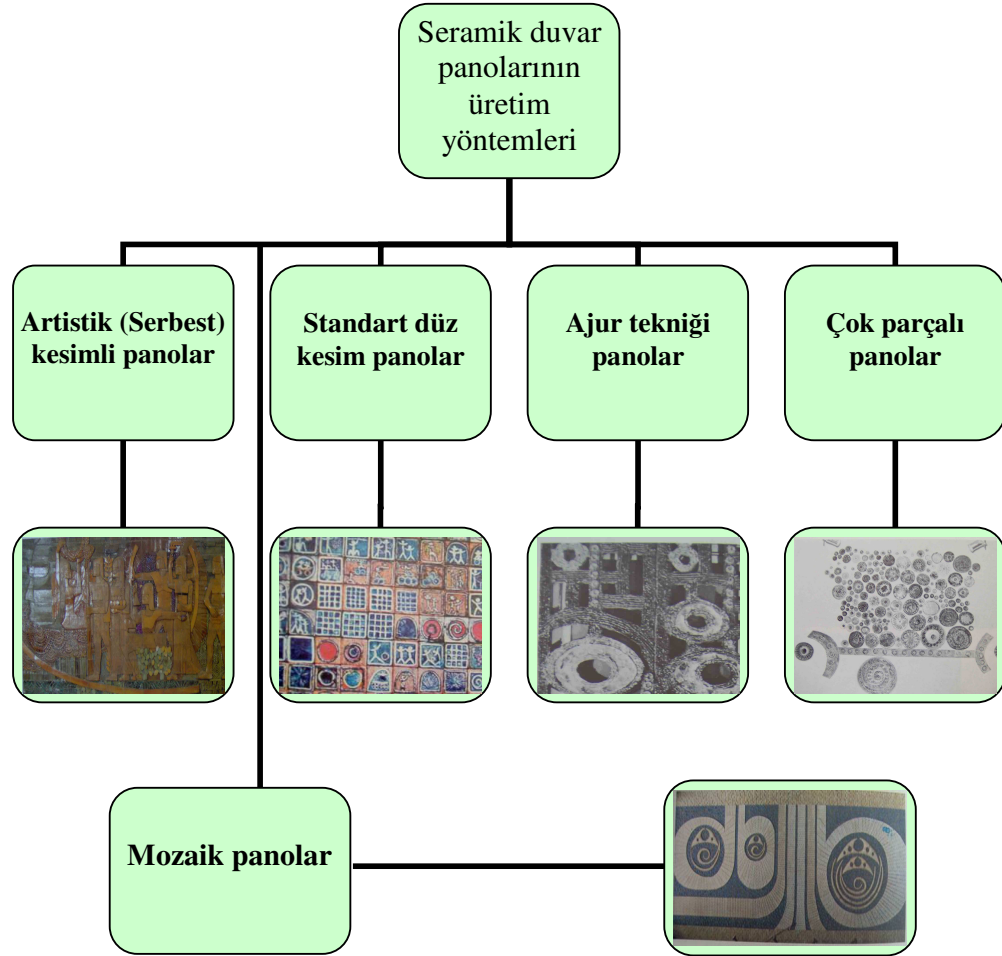 Seramik duvar
panolarının
üretim
yöntemleri
Artistik (Serbest)
kesimli panolar
Standart düz
kesim panolar
Ajur tekniği
panolar
Çok parçalı
panolar
Mozaik panolar